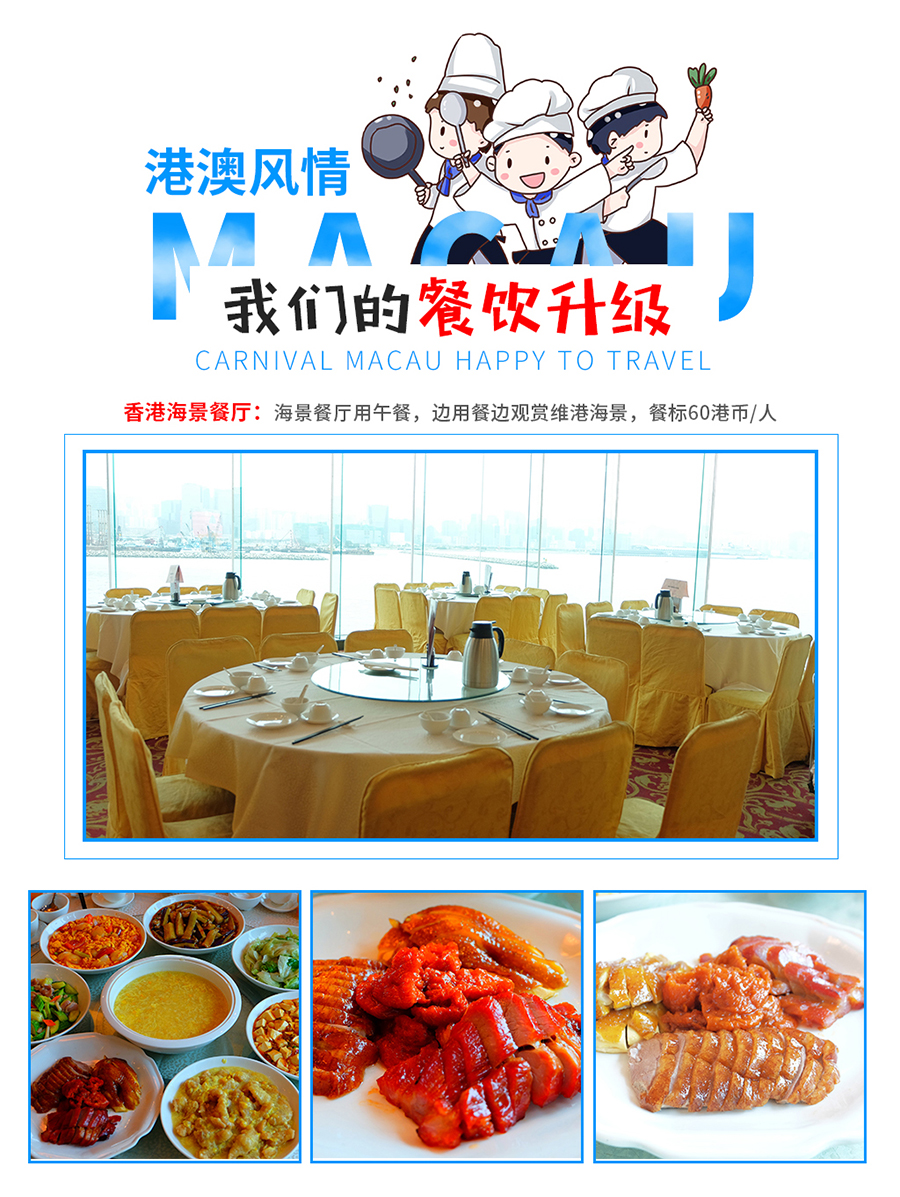 港澳风情
MACAU
我们的餐饮升级
CARNIVAL MACAU HAPPY TO TRAVEL
香港海景餐厅：海景餐厅用午餐，边用餐边观赏维港海景，餐标60港币/人